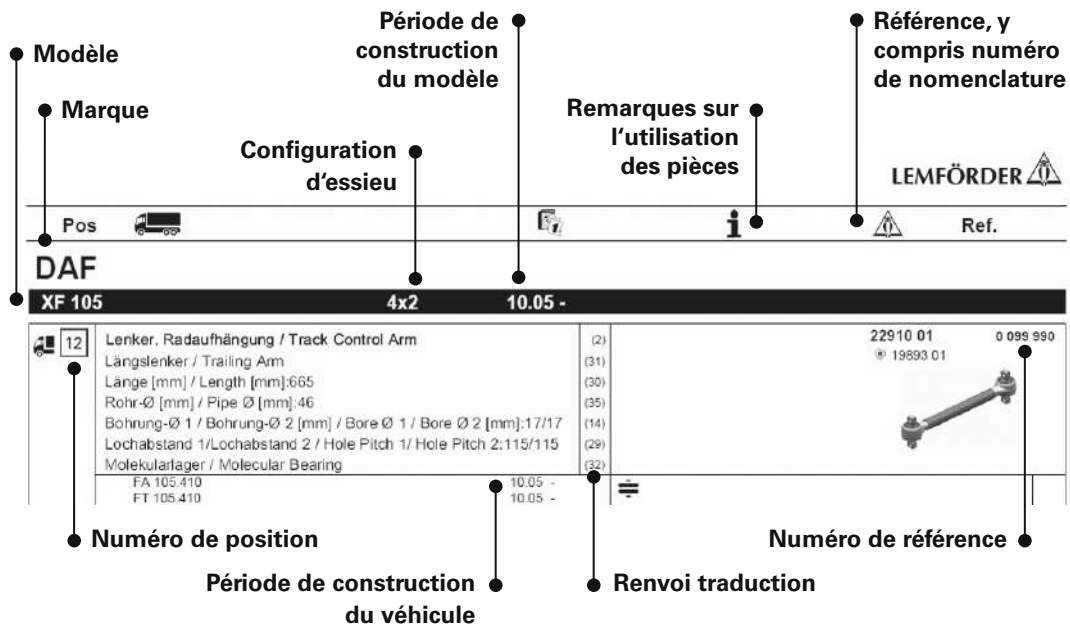 Période de
construction
du modèle
Référence, y
compris numéro
de nomenclature
Modèle
Marque
Remarques sur
l‘utilisation
des pièces
Configuration
d‘essieu
LEMFÖRDER
Pos
Ref.
DAF
XF 105 4x2 10.05 -
12 Lenker, Radaufhängung / Track Control Arm (2) 22910 01 0 099 990
Längslenker / Trailing Arm (31) 19893 01
Länge [mm] / Length [mm]:665 (30)
Rohr-Ø [mm] / Pipe Ø [mm]:46 (35)
Bohrung-Ø 1 / Bohrung-Ø 2 [mm] / Bore Ø 1 / Bore Ø 2 [mm]:17/17 (14)
Lochabstand 1/Lochabstand 2 / Hole Pitch 1/ Hole Pitch 2:115/115 (29)
Molekularlager / Molecular Bearing (32)
FA 105.410 10.05 -
FT 105.410 10.05 -
Numéro de position
Numéro de référence
Période de construction
du véhicule
Renvoi traduction